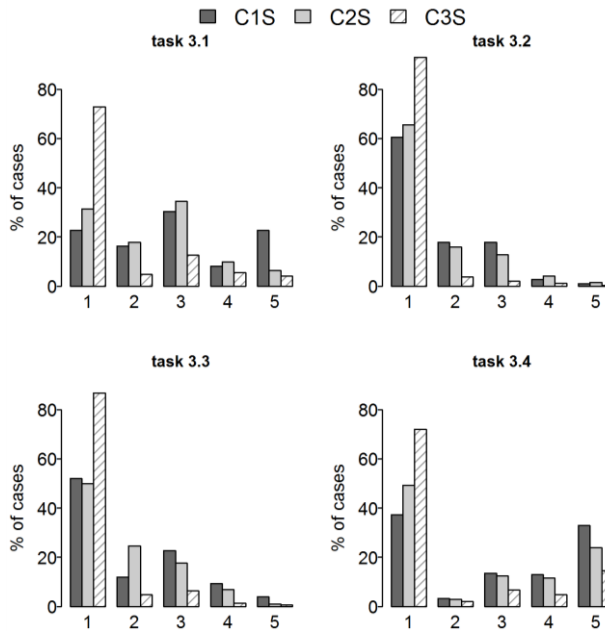 C1S C2S C3S
task 3.1
% of cases
0 20 40 60 80
1 2 3 4 5
task 3.2
% of cases
0 20 40 60 80
1 2 3 4 5
task 3.3
% of cases
0 20 40 60 80
1 2 3 4 5
task 3.4
% of cases
0 20 40 60 80
1 2 3 4 5